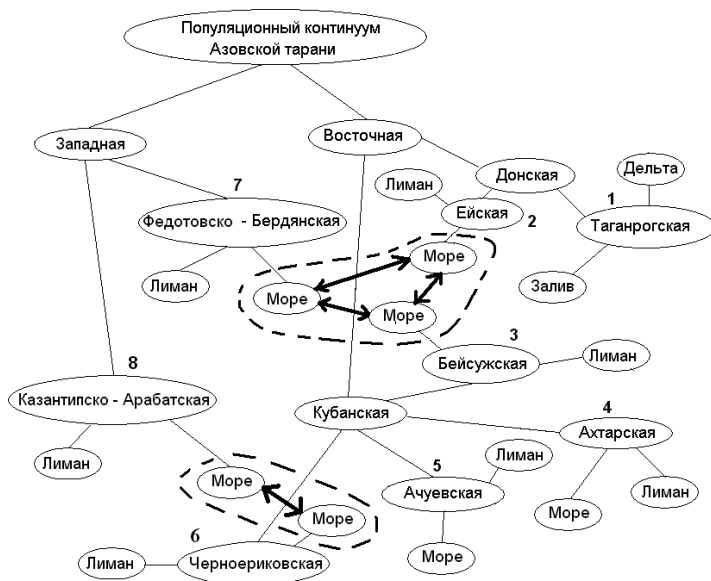 Популяционный континуум
Азовской тарани
Западная
Восточная
Донская
Дельта
1
Таганрогская
Залив
Лиман
Ейская
2
7
Федотовско - Бердянская
Лиман
Море
Море
Море
3
Бейсужская
Лиман
8
Казантипско - Арабатская
Лиман
Море
Кубанская
4
Ахтарская
Море
Лиман
5
Ачуевская
Лиман
Море
Море
6
Черноериковская
Лиман